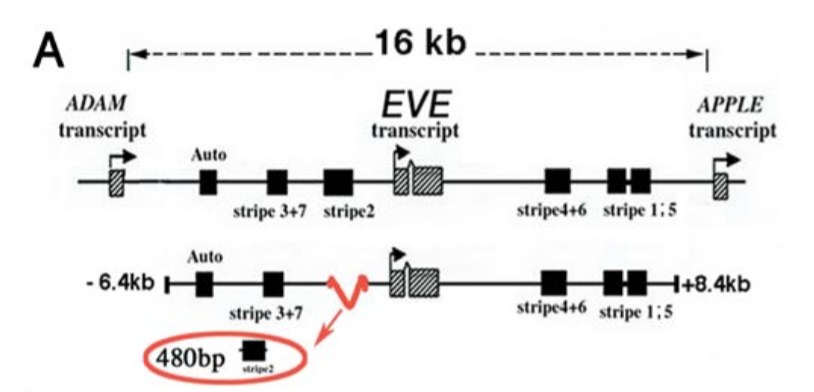 A
16 kb
ADAM
transcript
EVE
transcript
APPLE
transcript
Auto
stripe 3+7
stripe2
stripe4+6
stripe 1;5
- 6.4kb
Auto
+8.4kb
stripe 3+7
stripe4+6
stripe 1;5
480bp
stripe2